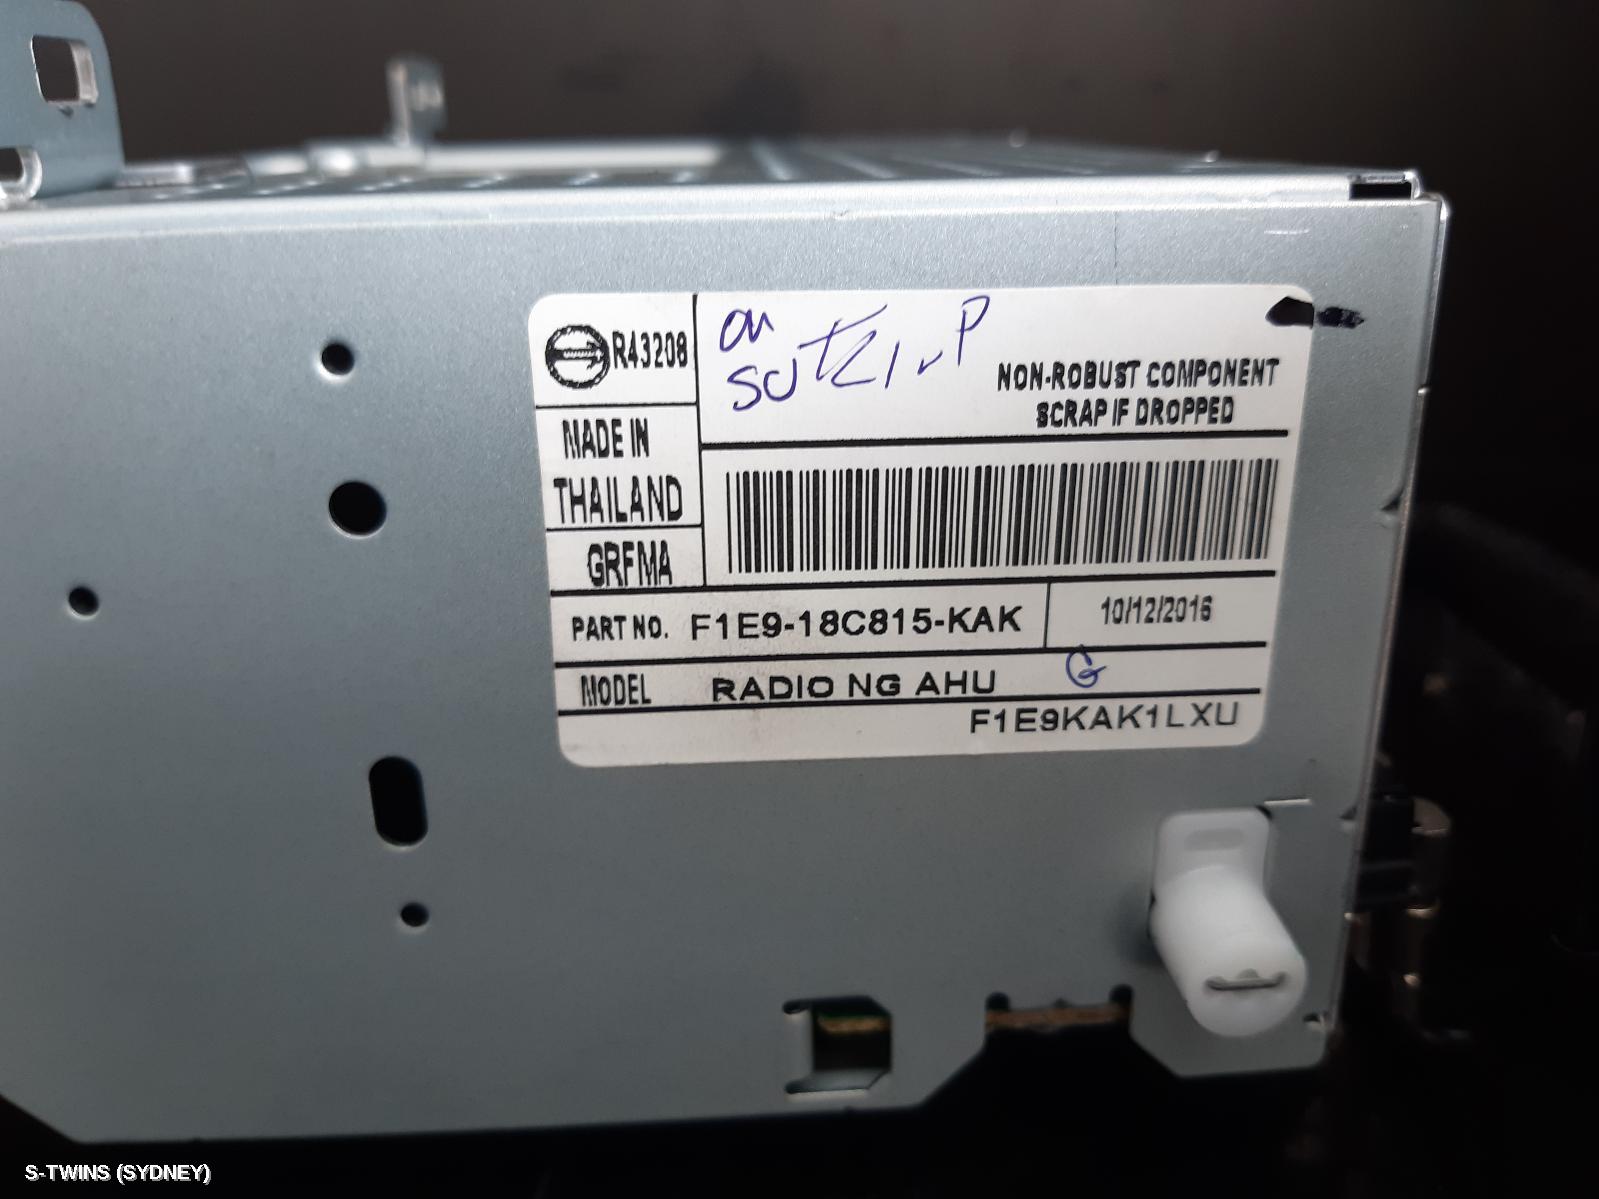 R43208
MADE IN
THAILAND
GRFMA
NON-ROBUST COMPONENT
SCRAP IF DROPPED
PART NO. F1E9-18C815-KAK
10/12/2016
MODEL RADIO NG AHU
G
F1E9KAK1LXU
S-TWINS (SYDNEY)